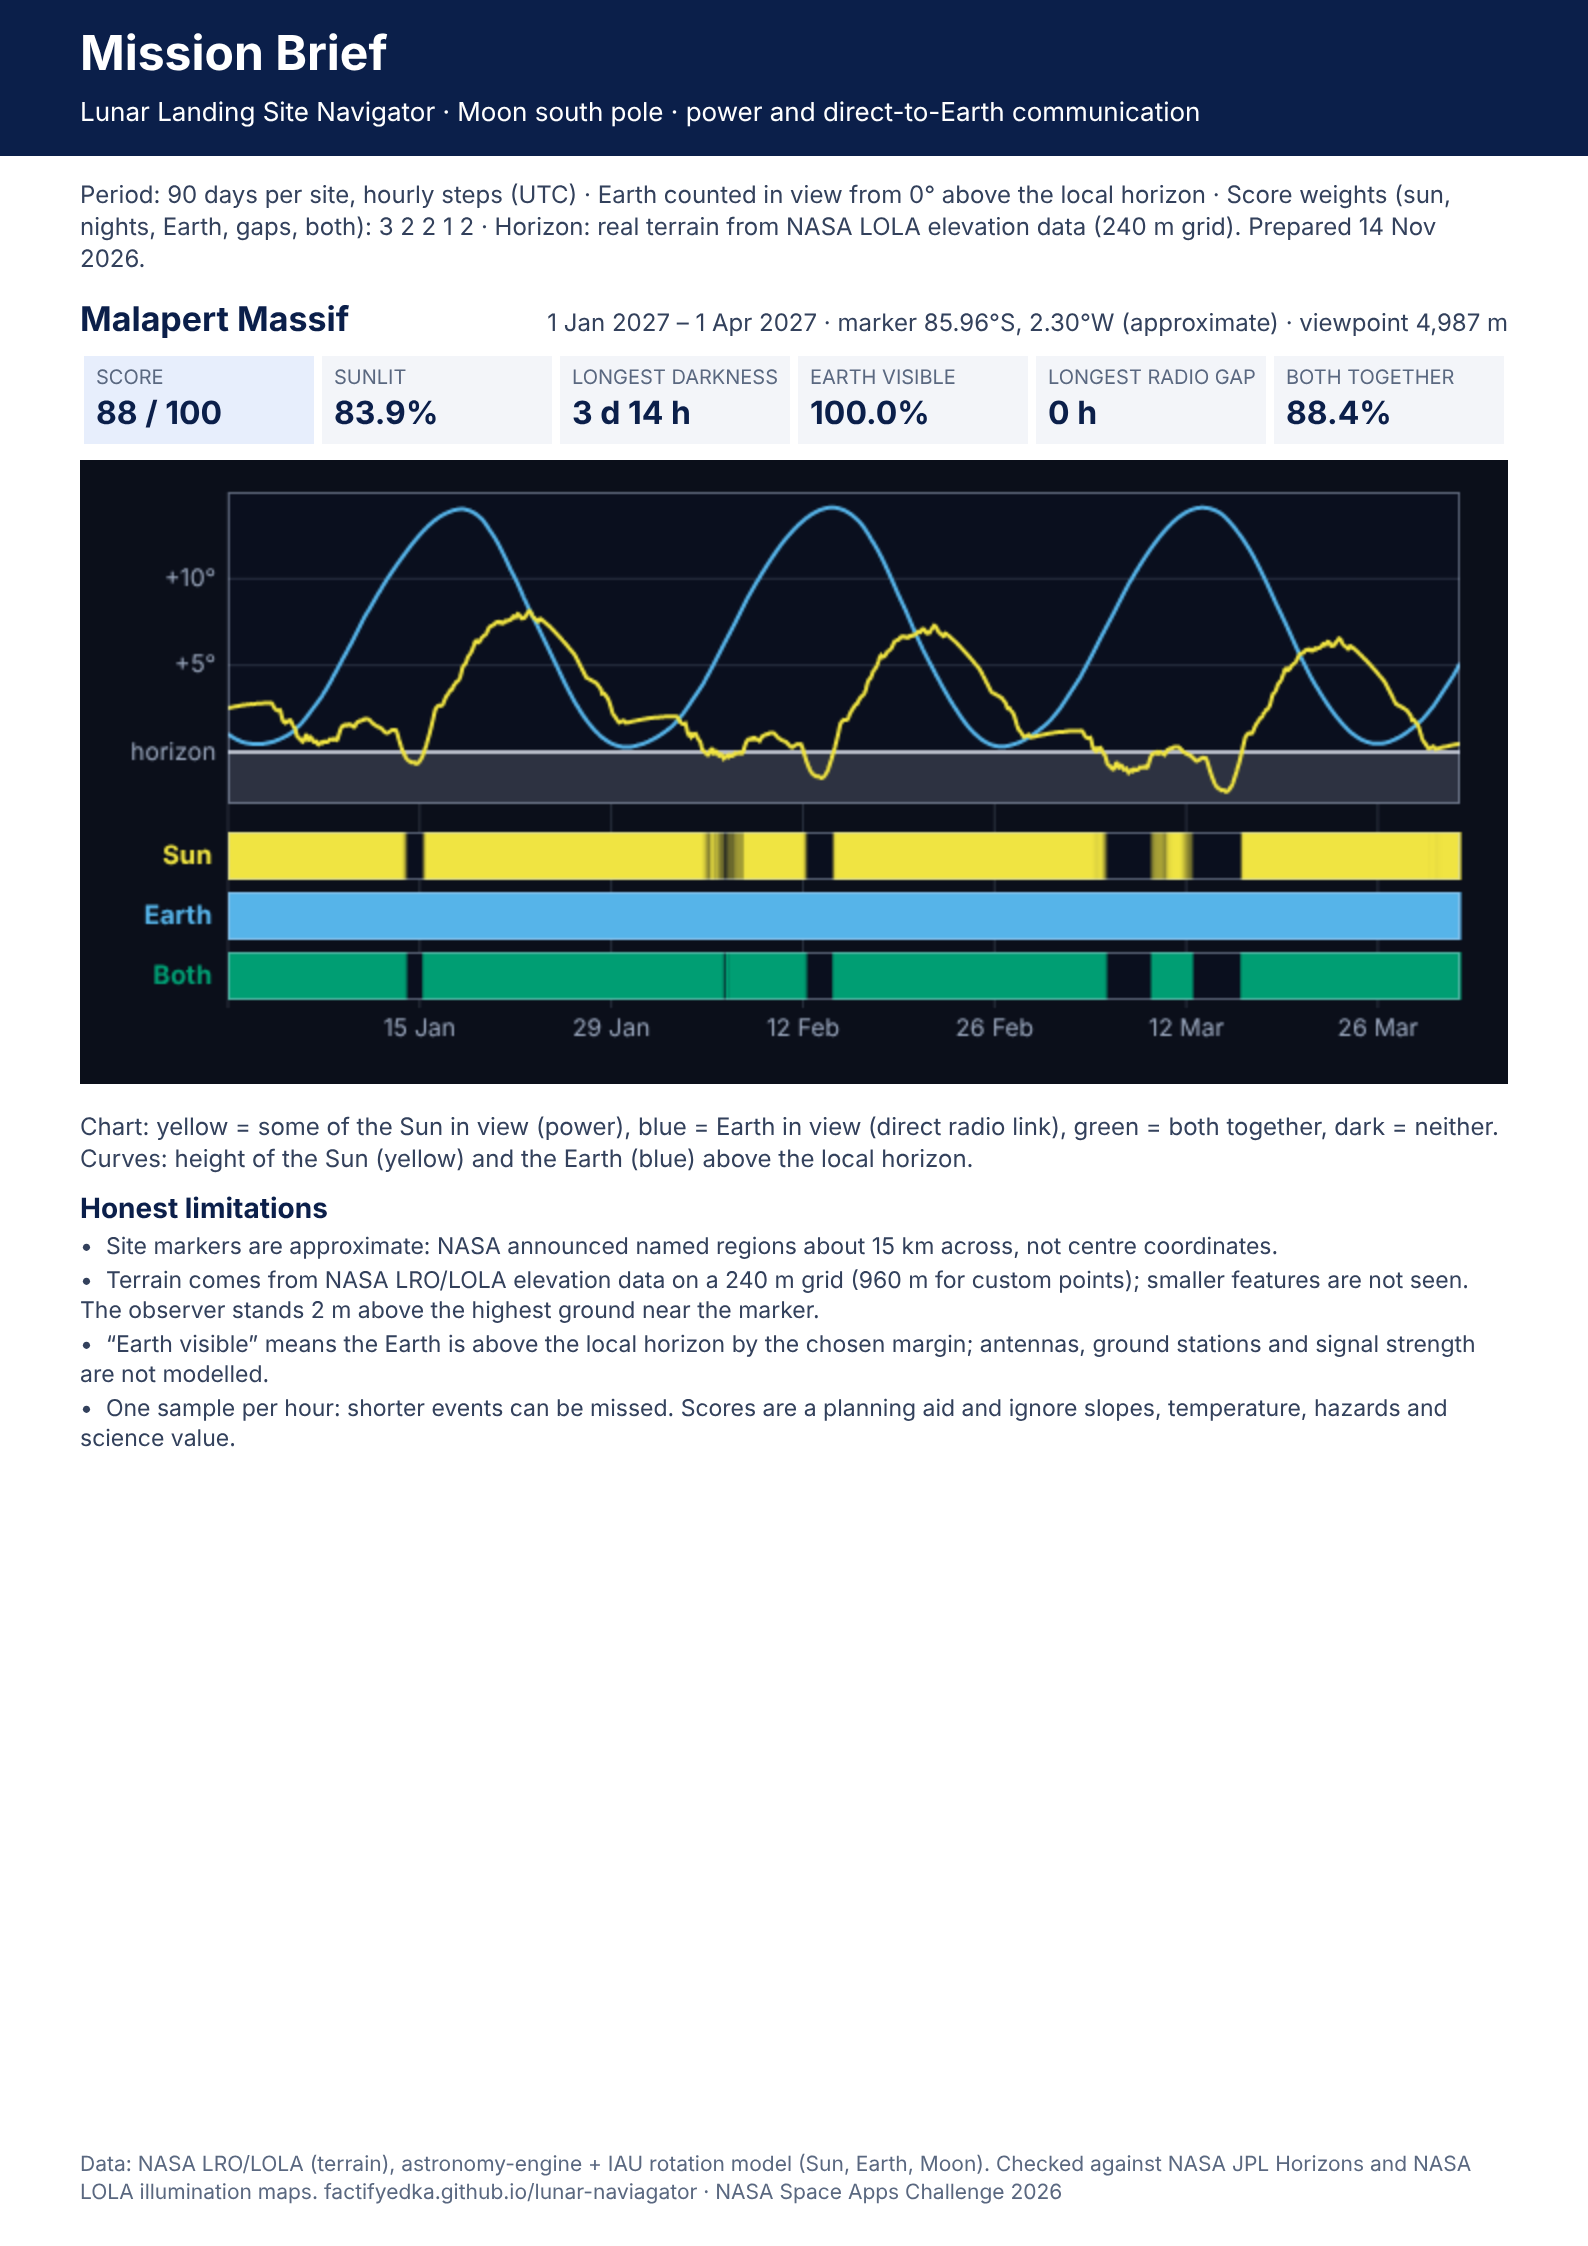 Mission Brief
Lunar Landing Site Navigator · Moon south pole · power and direct-to-Earth communication
Period: 90 days per site, hourly steps (UTC) · Earth counted in view from 0° above the local horizon · Score weights (sun,
nights, Earth, gaps, both): 3 2 2 1 2 · Horizon: real terrain from NASA LOLA elevation data (240 m grid). Prepared 14 Nov
2026.
Malapert Massif
1 Jan 2027 – 1 Apr 2027 · marker 85.96°S, 2.30°W (approximate) · viewpoint 4,987 m
SCORE
88 / 100
SUNLIT
83.9%
LONGEST DARKNESS
3 d 14 h
EARTH VISIBLE
100.0%
LONGEST RADIO GAP
0 h
BOTH TOGETHER
88.4%
+10°
+5°
horizon
Sun
Earth
Both
15 Jan
29 Jan
12 Feb
26 Feb
12 Mar
26 Mar
Chart: yellow = some of the Sun in view (power), blue = Earth in view (direct radio link), green = both together, dark = neither.
Curves: height of the Sun (yellow) and the Earth (blue) above the local horizon.
Honest limitations
• Site markers are approximate: NASA announced named regions about 15 km across, not centre coordinates.
• Terrain comes from NASA LRO/LOLA elevation data on a 240 m grid (960 m for custom points); smaller features are not seen.
The observer stands 2 m above the highest ground near the marker.
• “Earth visible” means the Earth is above the local horizon by the chosen margin; antennas, ground stations and signal strength
are not modelled.
• One sample per hour: shorter events can be missed. Scores are a planning aid and ignore slopes, temperature, hazards and
science value.
Data: NASA LRO/LOLA (terrain), astronomy-engine + IAU rotation model (Sun, Earth, Moon). Checked against NASA JPL Horizons and NASA
LOLA illumination maps. factifyedka.github.io/lunar-naviagator · NASA Space Apps Challenge 2026